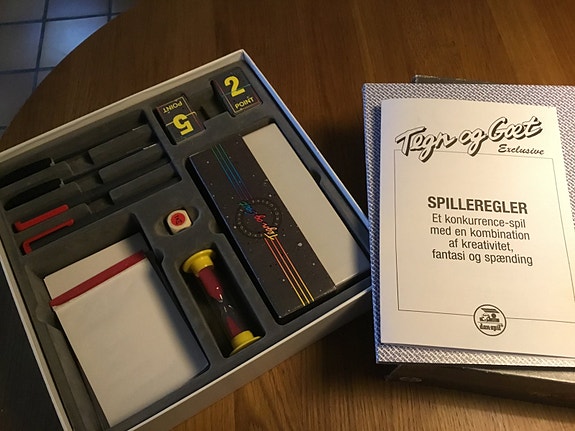 Tegn og Gæt
Exclusive
SPILLEREGLER
Et konkurrence-spil
med en kombination
af kreativitet,
fantasi og spænding
danspil
2
POINT
5
POINT